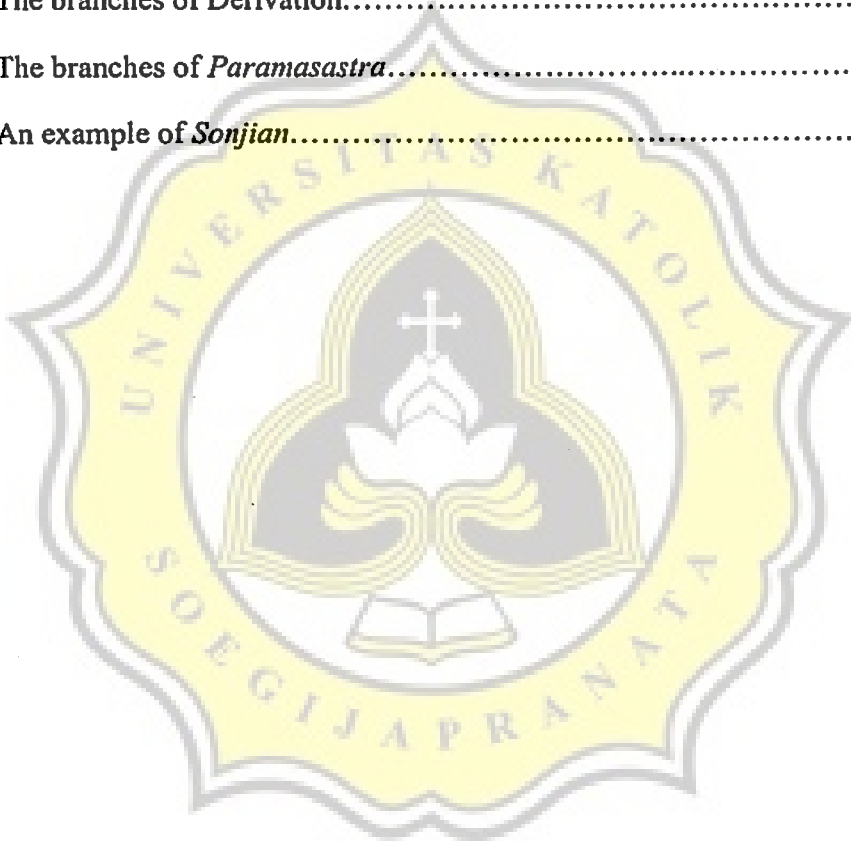 The branches of Derivation..........................................................
The branches of Paramasastra.....................................................
An example of Sonjian................................................................
UNIVERSITAS KATOLIK
SOEGIJAPRANATA